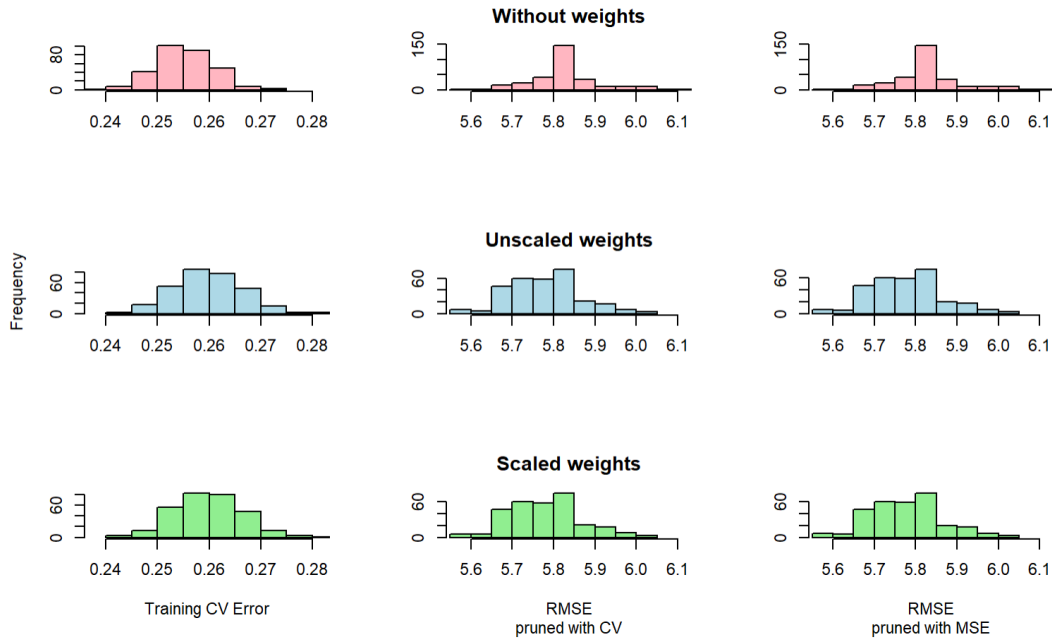 Without weights
80
0
0.24 0.25 0.26 0.27 0.28
150
0
5.6 5.7 5.8 5.9 6.0 6.1
150
0
5.6 5.7 5.8 5.9 6.0 6.1
Frequency
Unscaled weights
60
0
0.24 0.25 0.26 0.27 0.28
60
0
5.6 5.7 5.8 5.9 6.0 6.1
60
0
5.6 5.7 5.8 5.9 6.0 6.1
Scaled weights
60
0
0.24 0.25 0.26 0.27 0.28
60
0
5.6 5.7 5.8 5.9 6.0 6.1
60
0
5.6 5.7 5.8 5.9 6.0 6.1
Training CV Error
RMSE
pruned with CV
RMSE
pruned with MSE